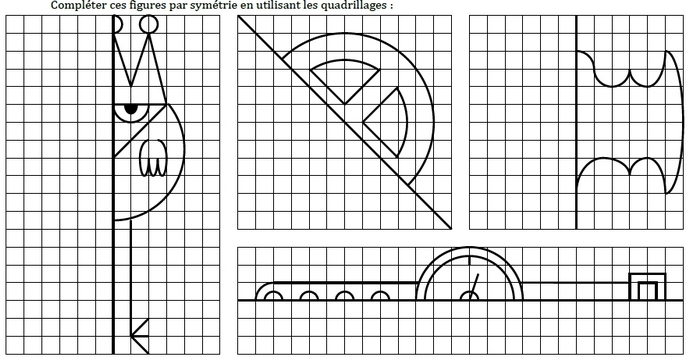 Compléter ces figures par symétrie en utilisant les quadrillages :